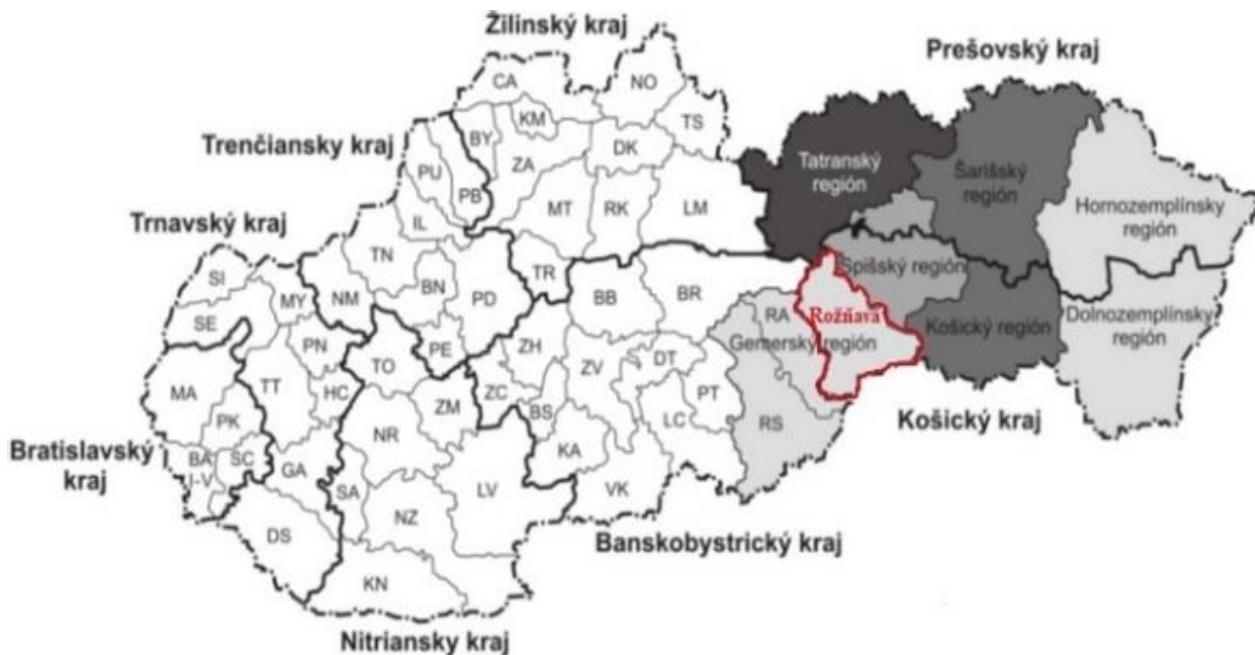 Žilinský kraj
Prešovský kraj
Trenčiansky kraj
Trnavský kraj
Bratislavský
kraj
Nitriansky kraj
Banskobystrický kraj
Košický kraj
CA
NO
KM
TS
BY
DK
ZA
PU
PB
MT
RK
LM
IL
TN
TR
BN
PD
NM
SI
MY
SE
PN
PE
TO
HC
TT
MA
PK
BA
I-V
SC
GA
DS
NR
ZM
SA
NZ
LV
KN
BB
BR
ZH
ZV
DT
ZC
BS
PT
LC
KA
VK
RA
RS
Tatranský
región
Šarišský
región
Hornozemplínsky
región
Spišský región
Rožňava
Gemerský región
Košický región
Dolnozemplínsky
región